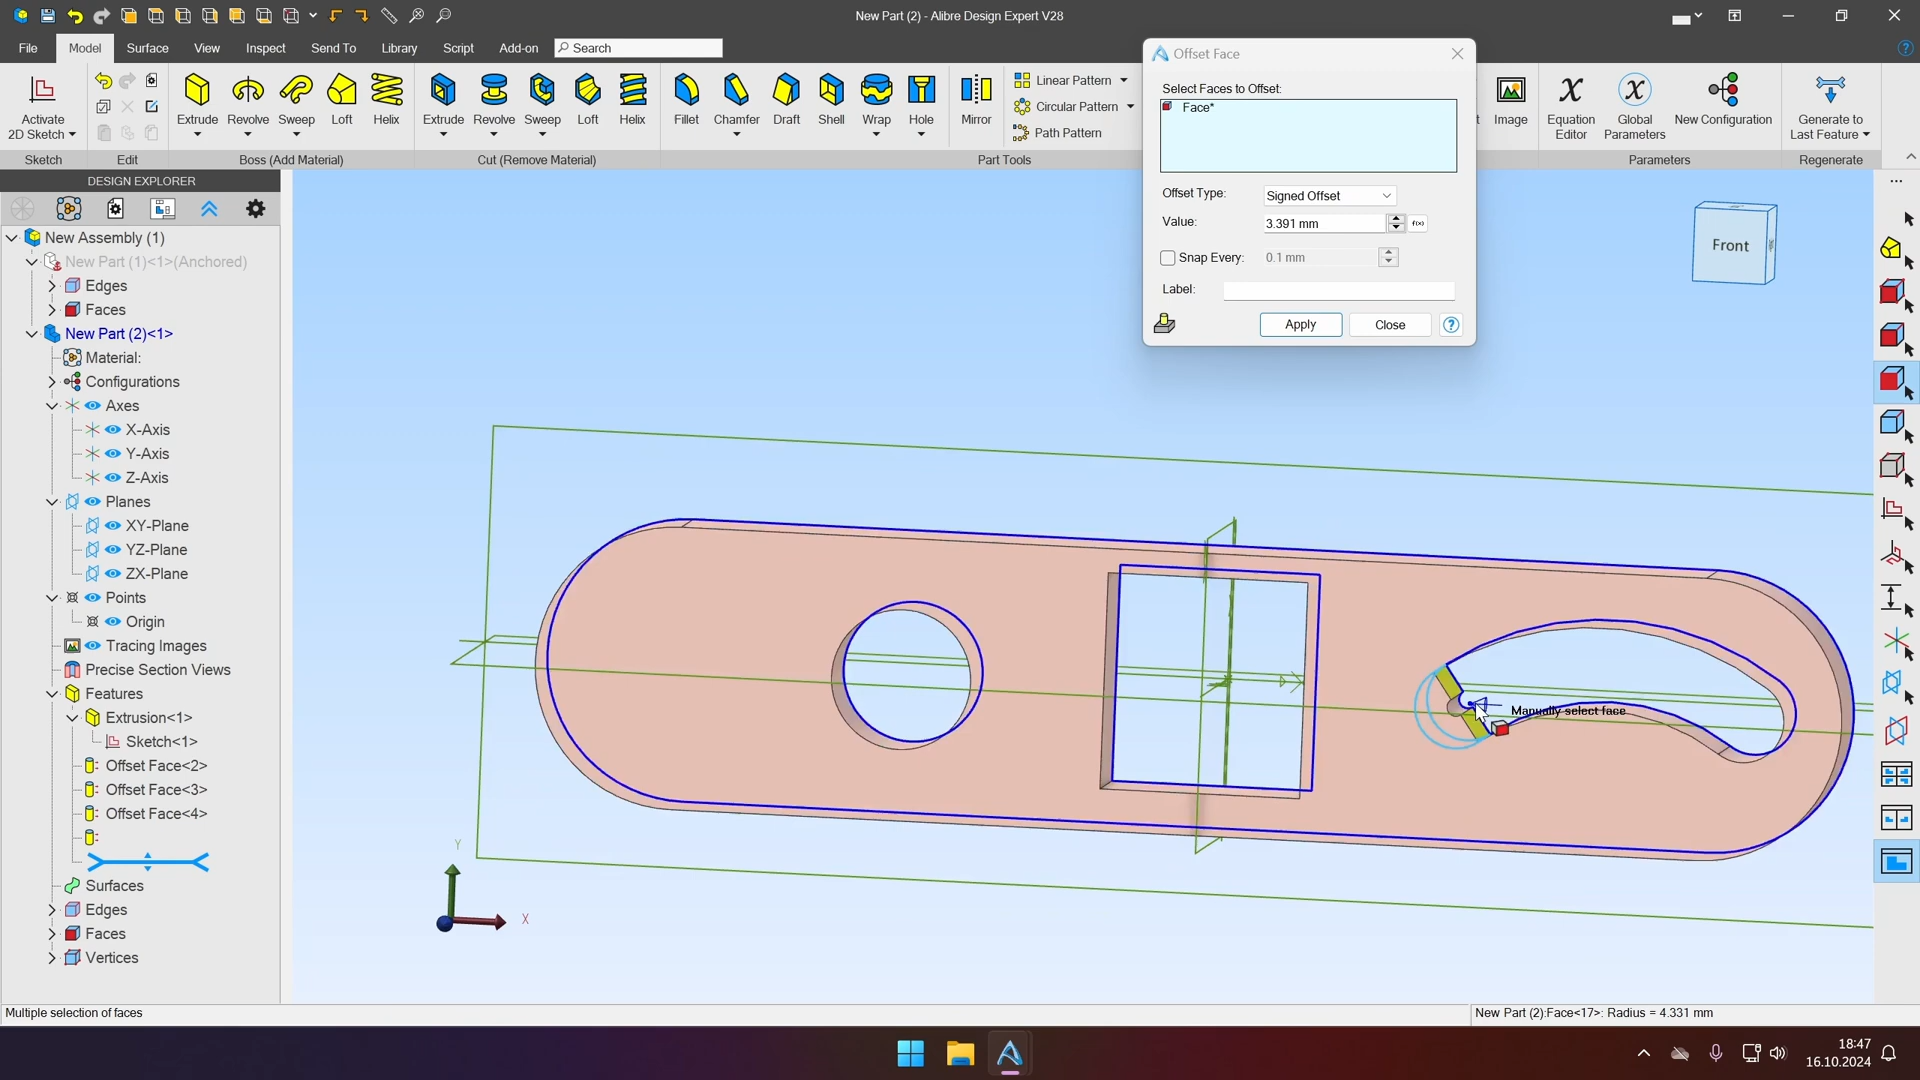 New Part (2) - Alibre Design Expert V28
File
Model
Surface
View
Inspect
Send To
Library
Script
Add-on
Search
Activate
2D Sketch
Extrude
Revolve
Sweep
Loft
Helix
Extrude
Revolve
Sweep
Loft
Helix
Fillet
Chamfer
Draft
Shell
Wrap
Hole
Mirror
Linear Pattern
Circular Pattern
Path Pattern
Image
Equation
Editor
Global
Parameters
New Configuration
Generate to
Last Feature
Sketch
Edit
Boss (Add Material)
Cut (Remove Material)
Part Tools
Parameters
Regenerate
Offset Face
Select Faces to Offset:
Face*
Offset Type:
Signed Offset
Value:
3.391 mm
f(x)
Snap Every:
0.1 mm
Label:
Apply
Close
DESIGN EXPLORER
New Assembly (1)
New Part (1)<1>(Anchored)
Edges
Faces
New Part (2)<1>
Material:
Configurations
Axes
X-Axis
Y-Axis
Z-Axis
Planes
XY-Plane
YZ-Plane
ZX-Plane
Points
Origin
Tracing Images
Precise Section Views
Features
Extrusion<1>
Sketch<1>
Offset Face<2>
Offset Face<3>
Offset Face<4>
Surfaces
Edges
Faces
Vertices
Front
Manually select face
Y
X
Multiple selection of faces
New Part (2):Face<17>: Radius = 4.331 mm
18:47
16.10.2024